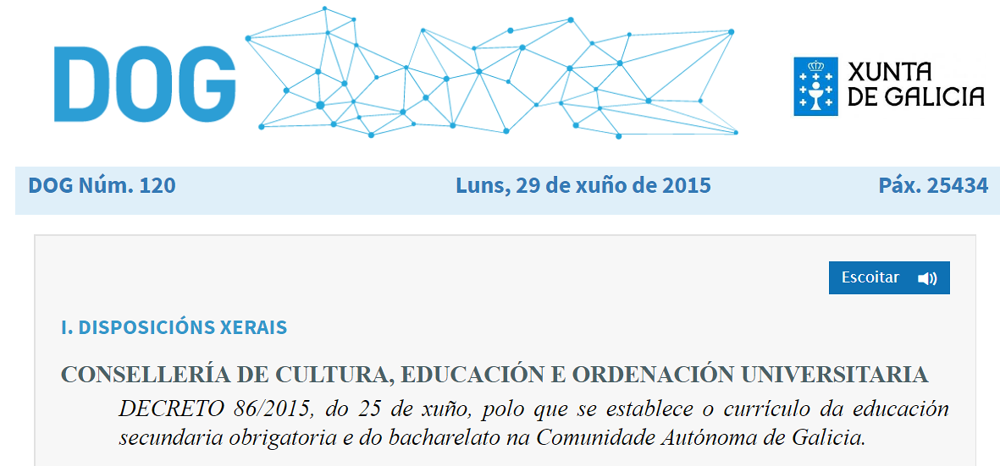 DOG
XUNTA
DE GALICIA
DOG Núm. 120 Luns, 29 de xuño de 2015 Páx. 25434
Escoitar
I. DISPOSICIÓNS XERAIS
CONSELLERÍA DE CULTURA, EDUCACIÓN E ORDENACIÓN UNIVERSITARIA
DECRETO 86/2015, do 25 de xuño, polo que se establece o currículo da educación
secundaria obrigatoria e do bacharelato na Comunidade Autónoma de Galicia.